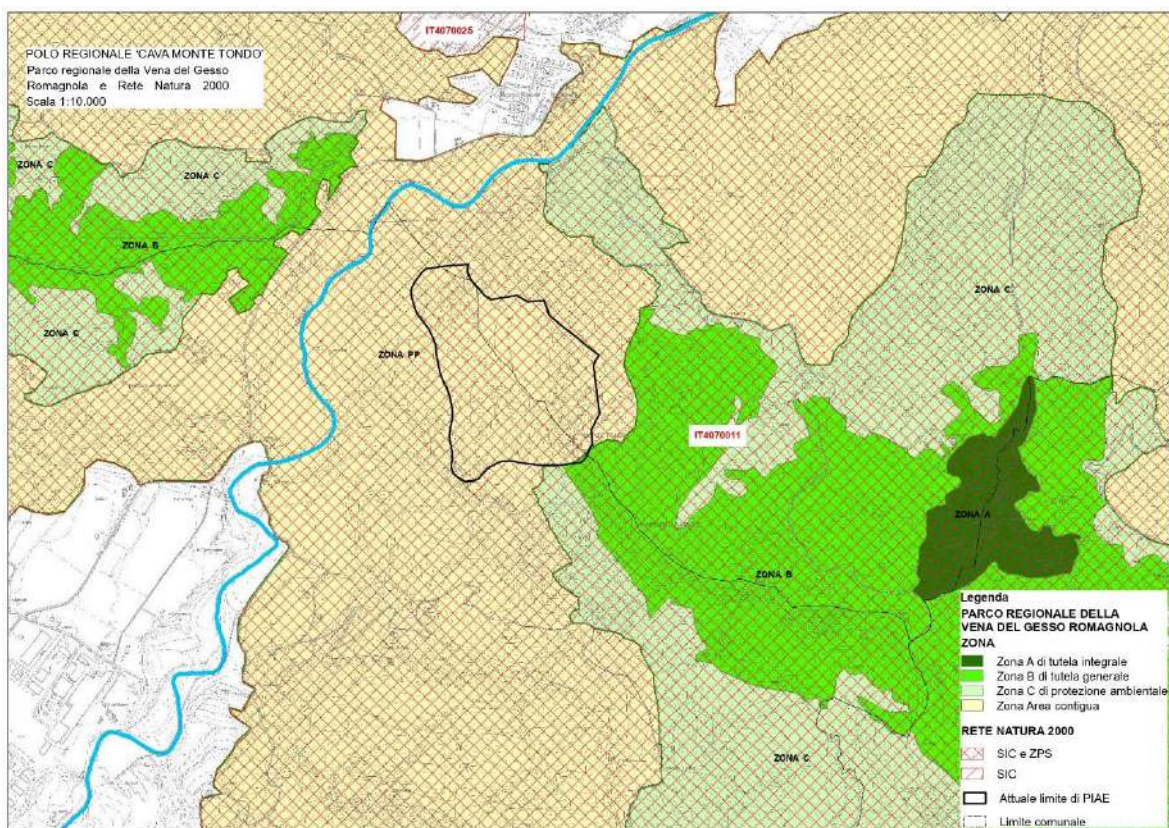 IT4070025
POLO REGIONALE 'CAVA MONTE TONDO'
Parco regionale della Vena del Gesso
Romagnola e Rete Natura 2000
Scala 1:10.000
ZONA C
ZONA C
ZONA B
ZONA C
ZONA C
ZONA PP
IT4070011
ZONA A
ZONA B
ZONA C
Legenda
PARCO REGIONALE DELLA
VENA DEL GESSO ROMAGNOLA
ZONA
Zona A di tutela integrale
Zona B di tutela generale
Zona C di protezione ambientale
Zona Area contigua
RETE NATURA 2000
SIC e ZPS
SIC
Attuale limite di PIAE
Limite comunale